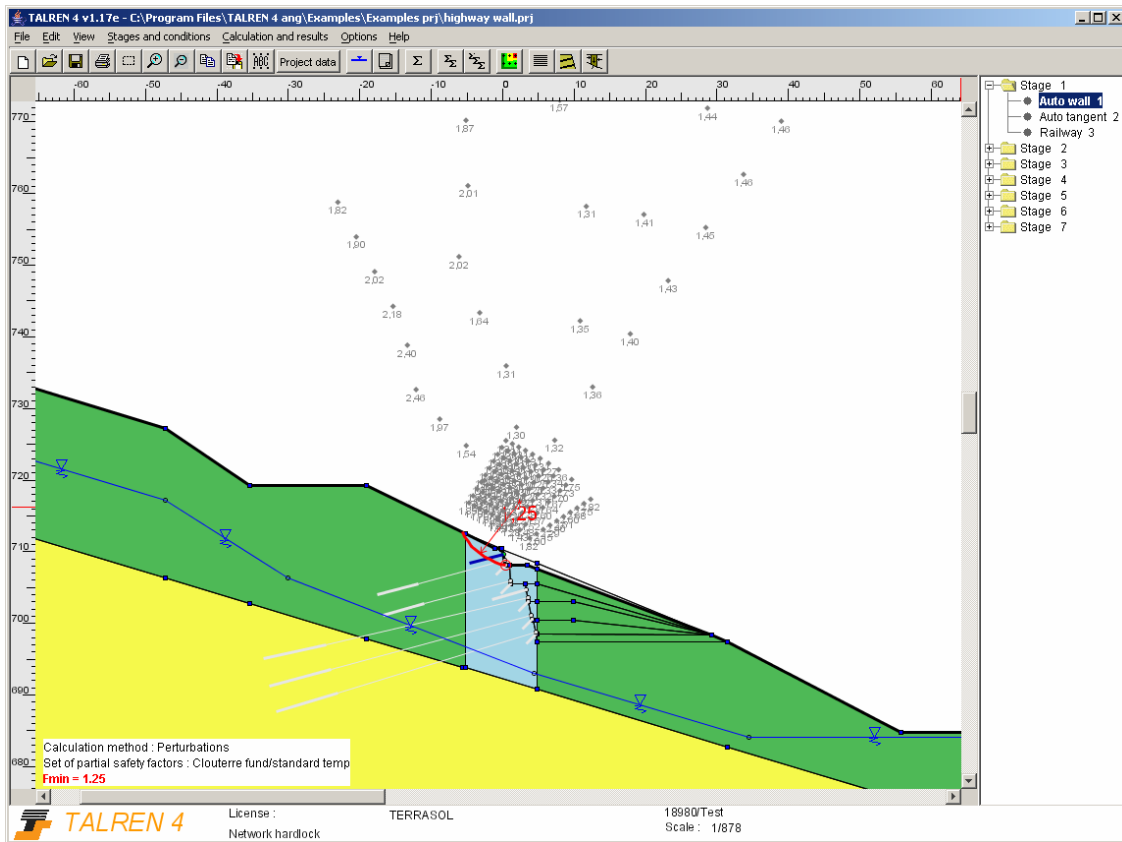 TALREN 4 v1.17e - C:\Program Files\TALREN 4 ang\Examples\Examples prj\highway wall.prj
File Edit View Stages and conditions Calculation and results Options Help
ABC Project data Σ
-60 -50 -40 -30 -20 -10 0 10 20 30 40 50 60
Stage 1
Auto wall 1
Auto tangent 2
Railway 3
Stage 2
Stage 3
Stage 4
Stage 5
Stage 6
Stage 7
770
760
750
740
730
720
710
700
690
680
1,57
1,44
1,87
1,46
1,46
2,01
1,82
1,31
1,41
1,90
1,45
2,02
2,02
1,43
2,18
1,64
1,35
2,40
1,40
1,31
2,46
1,36
1,97
1,30
1,32
1,54
1,25
1,82
Calculation method : Perturbations
Set of partial safety factors : Clouterre fund/standard temp
Fmin = 1.25
TALREN 4
License : TERRASOL 18980/Test
Network hardlock Scale : 1/878